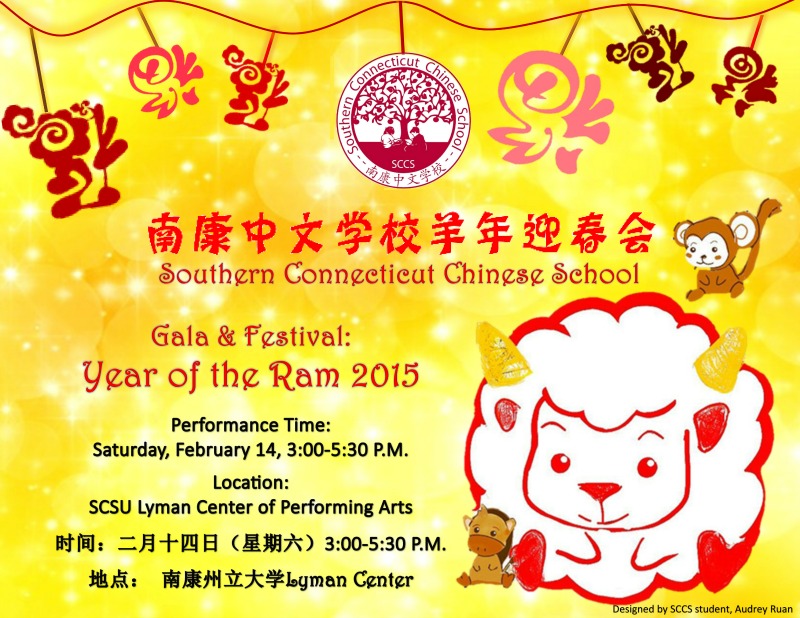 Southern Connecticut Chinese School
SCCS
南康中文学校
南康中文学校羊年迎春会
Southern Connecticut Chinese School
Gala & Festival:
Year of the Ram 2015
Performance Time:
Saturday, February 14, 3:00-5:30 P.M.
Location:
SCSU Lyman Center of Performing Arts
时间：二月十四日（星期六）3:00-5:30 P.M.
地点： 南康州立大学Lyman Center
Designed by SCCS student, Audrey Ruan